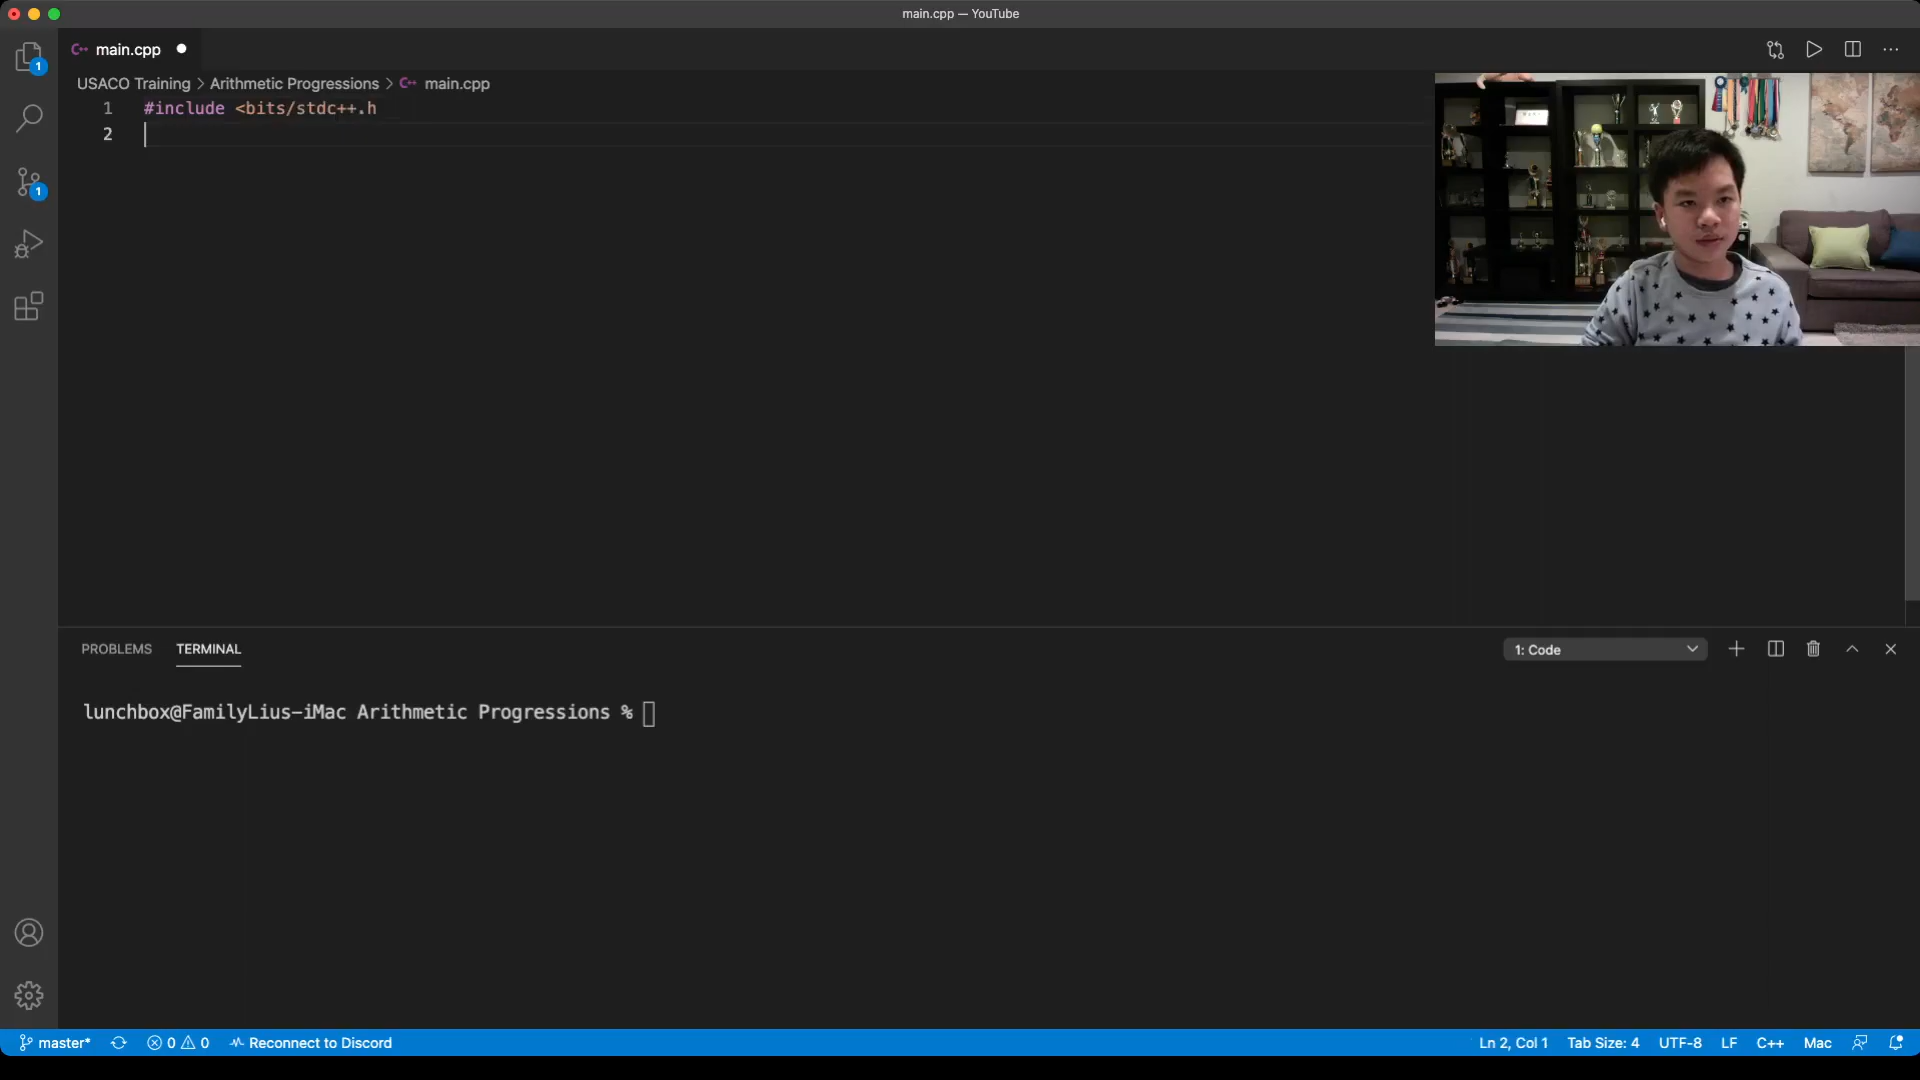 main.cpp — YouTube
main.cpp
USACO Training > Arithmetic Progressions > main.cpp
1 #include <bits/stdc++.h
2
PROBLEMS TERMINAL
1: Code
lunchbox@FamilyLius-iMac Arithmetic Progressions %
1
1
master* 0 0 Reconnect to Discord
Ln 2, Col 1 Tab Size: 4 UTF-8 LF C++ Mac